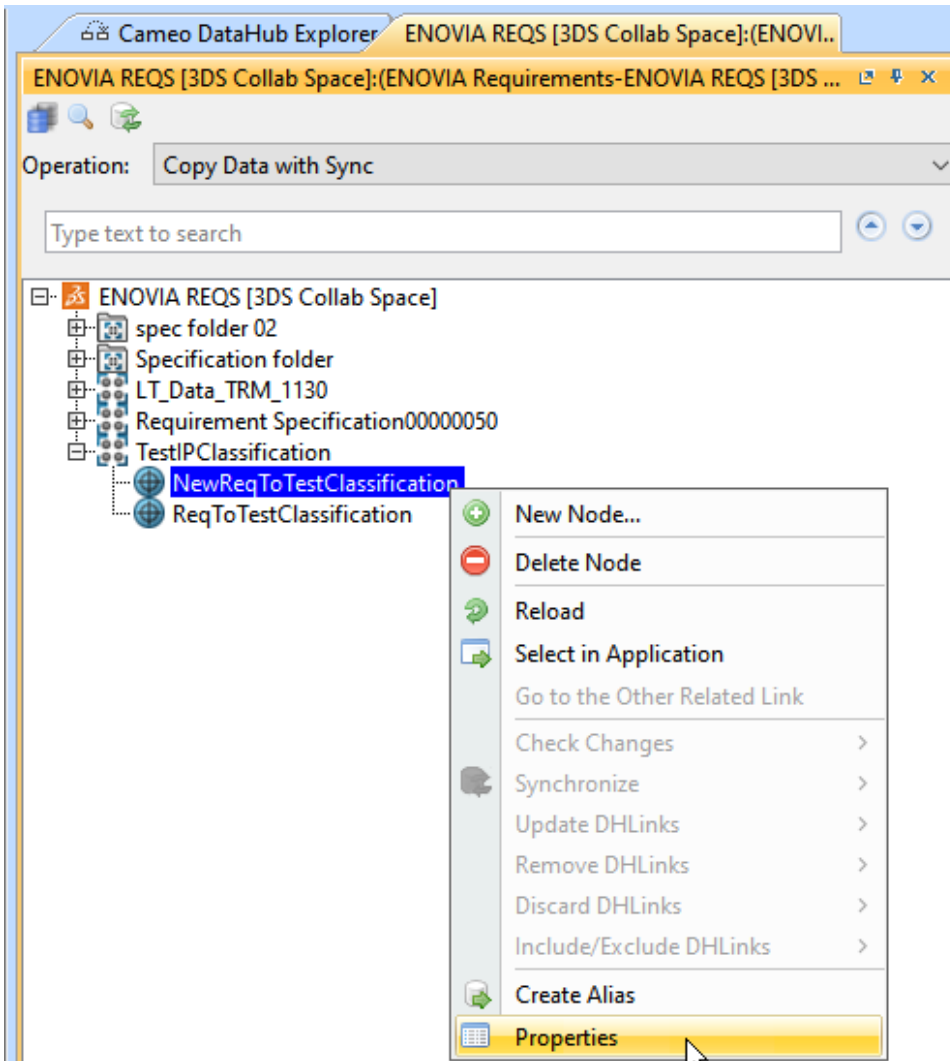 Cameo DataHub Explorer ENOVIA REQS [3DS Collab Space]:(ENOVI..
ENOVIA REQS [3DS Collab Space]:(ENOVIA Requirements-ENOVIA REQS [3DS ...
Operation: Copy Data with Sync
Type text to search
ENOVIA REQS [3DS Collab Space]
spec folder 02
Specification folder
LT_Data_TRM_1130
Requirement Specification00000050
TestIPClassification
NewReqToTestClassification
ReqToTestClassification
New Node...
Delete Node
Reload
Select in Application
Go to the Other Related Link
Check Changes
Synchronize
Update DHLinks
Remove DHLinks
Discard DHLinks
Include/Exclude DHLinks
Create Alias
Properties